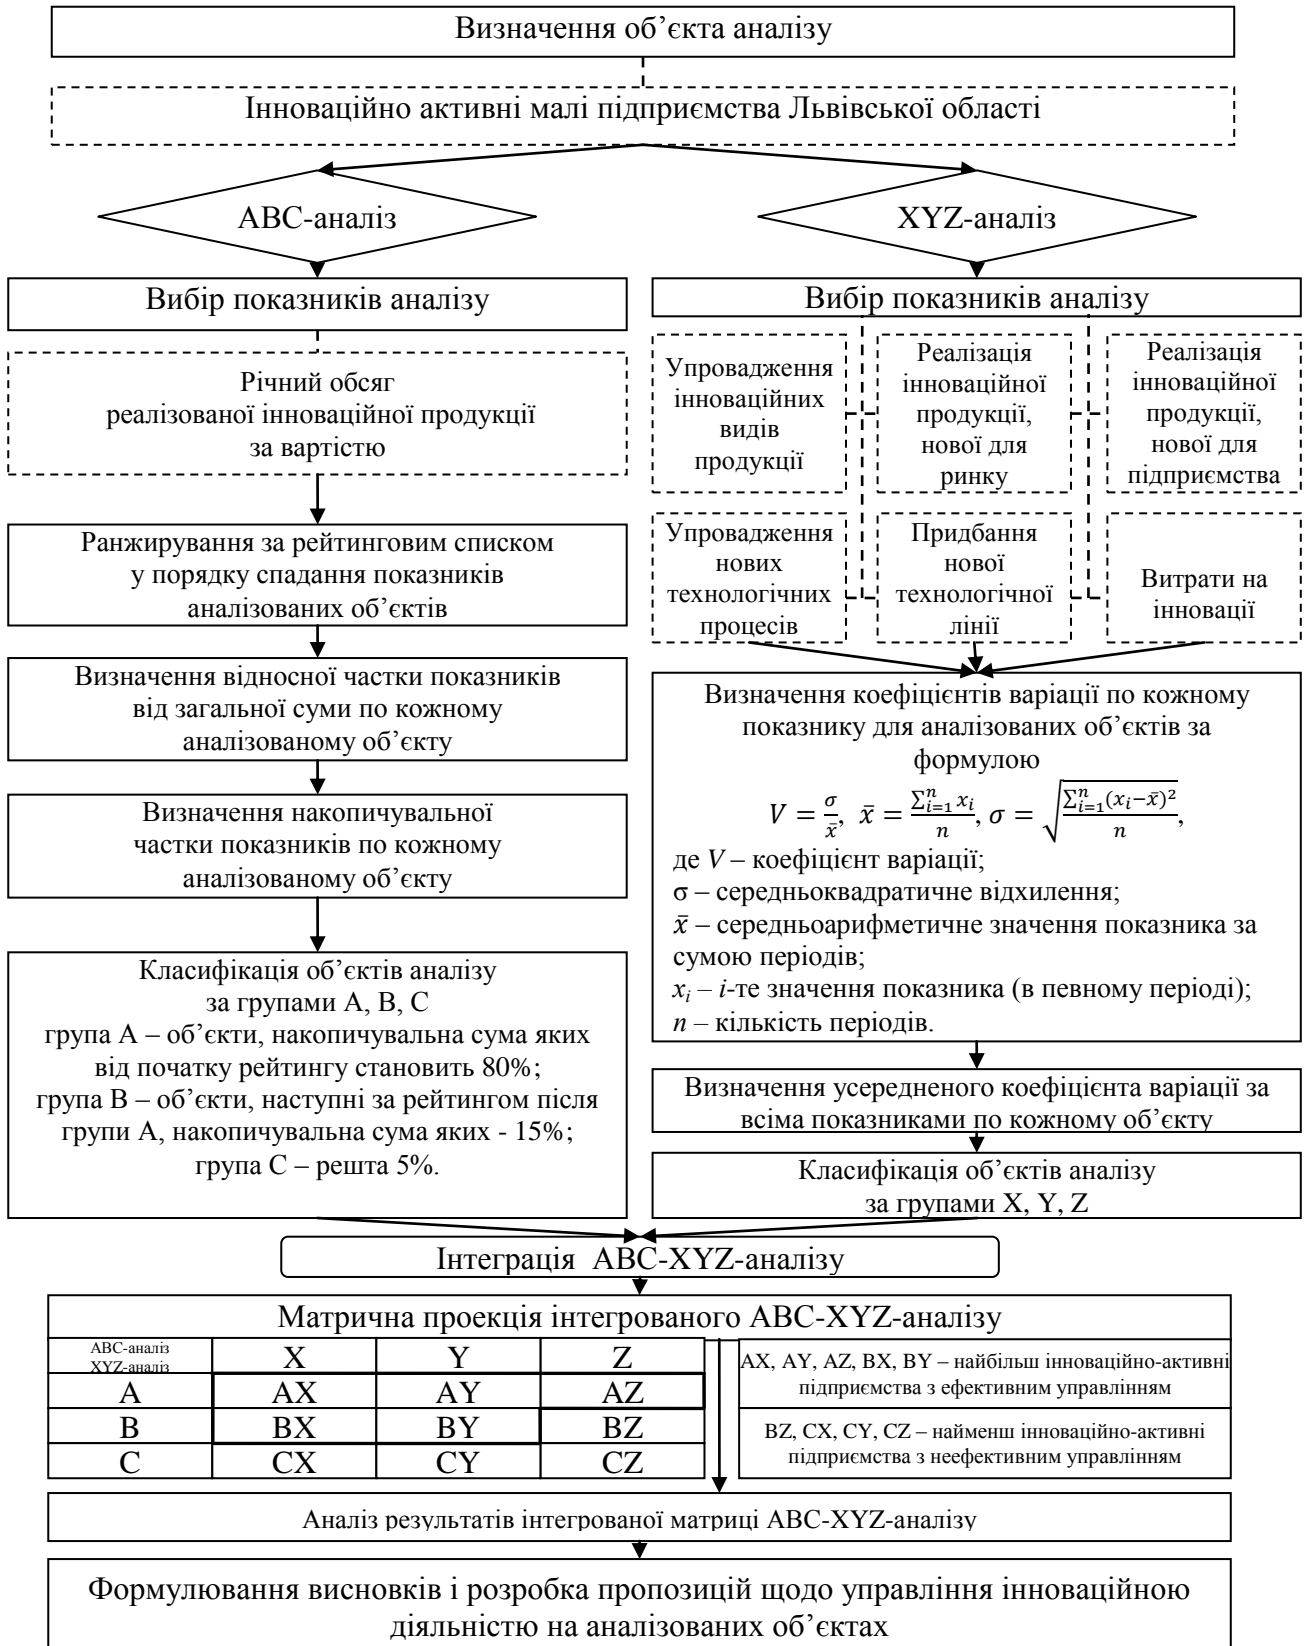 Визначення об’єкта аналізу
Інноваційно активні малі підприємства Львівської області
АВС-аналіз
XYZ-аналіз
Вибір показників аналізу
Річний обсяг
реалізованої інноваційної продукції
за вартістю
Ранжирування за рейтинговим списком
у порядку спадання показників
аналізованих об’єктів
Визначення відносної частки показників
від загальної суми по кожному
аналізованому об’єкту
Визначення накопичувальної
частки показників по кожному
аналізованому об’єкту
Класифікація об’єктів аналізу
за групами А, В, С
група А – об’єкти, накопичувальна сума яких
від початку рейтингу становить 80%;
група В – об’єкти, наступні за рейтингом після
групи А, накопичувальна сума яких - 15%;
група С – решта 5%.
Вибір показників аналізу
Упровадження
інноваційних
видів
продукції
Реалізація
інноваційної
продукції,
нової для
ринку
Реалізація
інноваційної
продукції,
нової для
підприємства
Упровадження
нових
технологічних
процесів
Придбання
нової
технологічної
лінії
Витрати на
інновації
Визначення коефіцієнтів варіації по кожному
показнику для аналізованих об’єктів за
формулою
V = σ/x̄, x̄ = ∑ᵢ₌₁ⁿ xᵢ / n, σ = √(∑ᵢ₌₁ⁿ (xᵢ−x̄)² / n),
де V – коефіцієнт варіації;
σ – середньоквадратичне відхилення;
x̄ – середньоарифметичне значення показника за
сумою періодів;
xᵢ – i-те значення показника (в певному періоді);
n – кількість періодів.
Визначення усередненого коефіцієнта варіації за
всіма показниками по кожному об’єкту
Класифікація об’єктів аналізу
за групами X, Y, Z
Інтеграція АВС-XYZ-аналізу
Матрична проекція інтегрованого АВС-XYZ-аналізу
АВС-аналіз
XYZ-аналіз
X Y Z
A AX AY AZ
B BX BY BZ
C CX CY CZ
AX, AY, AZ, BX, BY – найбільш інноваційно-активні
підприємства з ефективним управлінням
BZ, CX, CY, CZ – найменш інноваційно-активні
підприємства з неефективним управлінням
Аналіз результатів інтегрованої матриці АВС-XYZ-аналізу
Формулювання висновків і розробка пропозицій щодо управління інноваційною
діяльністю на аналізованих об’єктах